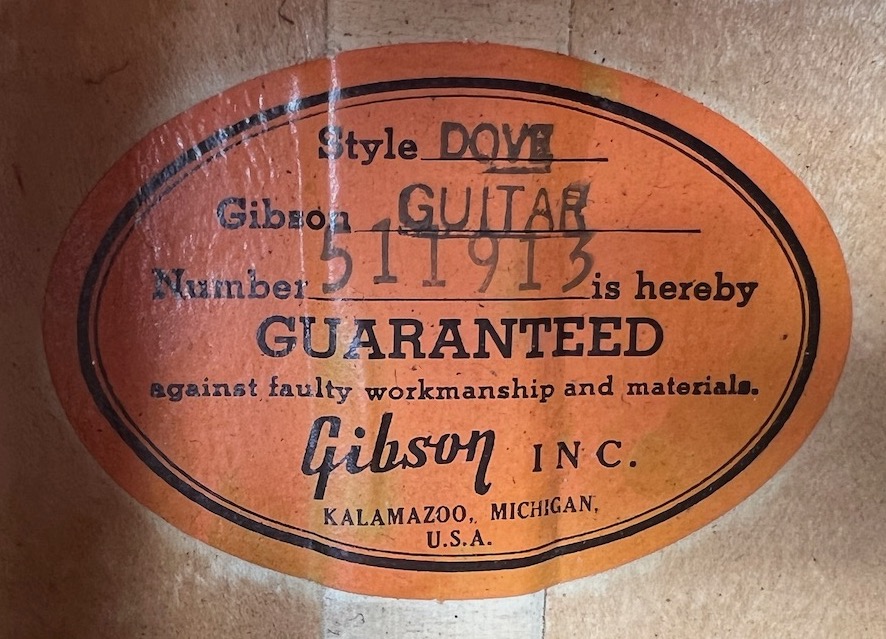 Style DOVE
Gibson GUITAR
Number 511913 is hereby
GUARANTEED
against faulty workmanship and materials.
Gibson INC.
KALAMAZOO, MICHIGAN,
U.S.A.